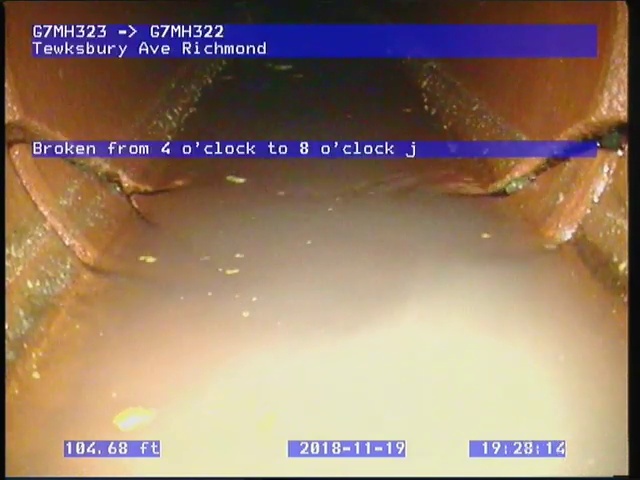 G7MH323 -> G7MH322
Tewksbury Ave Richmond
Broken from 4 o'clock to 8 o'clock j
104.68 ft 2018-11-19 19:28:14